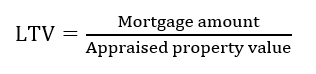 LTV = Mortgage amount
Appraised property value